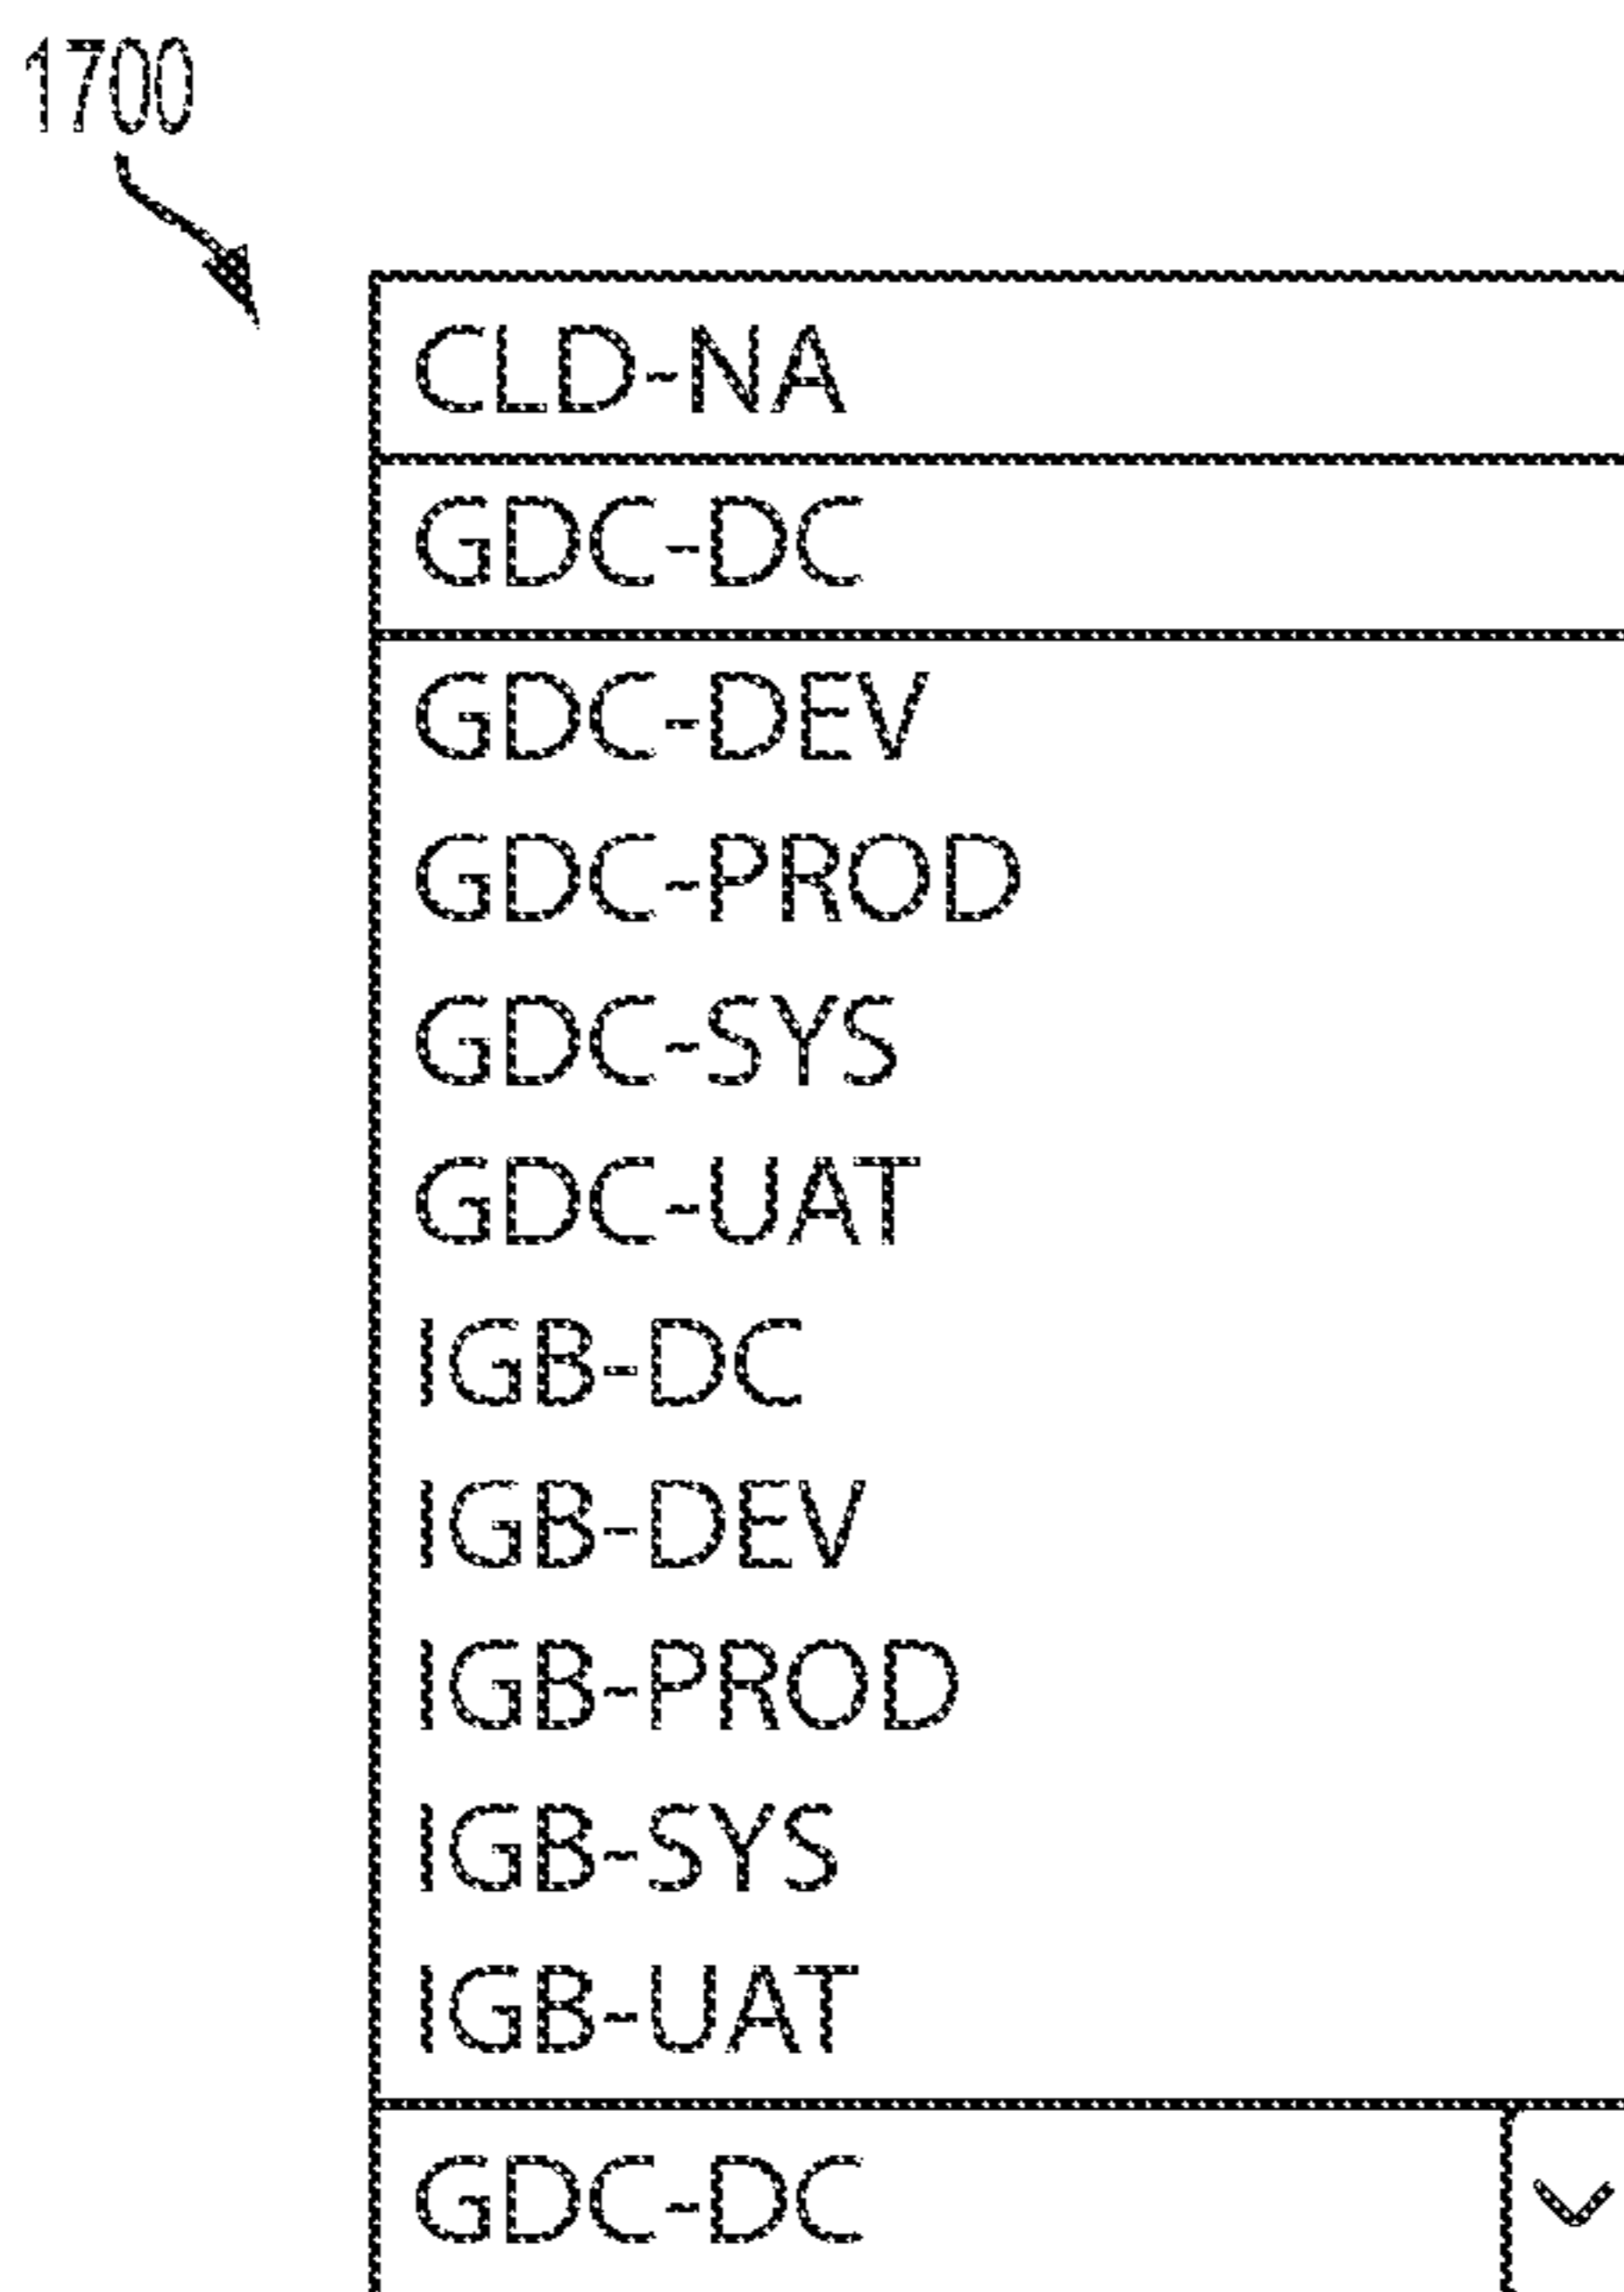 1700
CLD-NA
GDC-DC
GDC-DEV
GDC-PROD
GDC-SYS
GDC-UAT
IGB-DC
IGB-DEV
IGB-PROD
IGB-SYS
IGB-UAT
GDC-DC